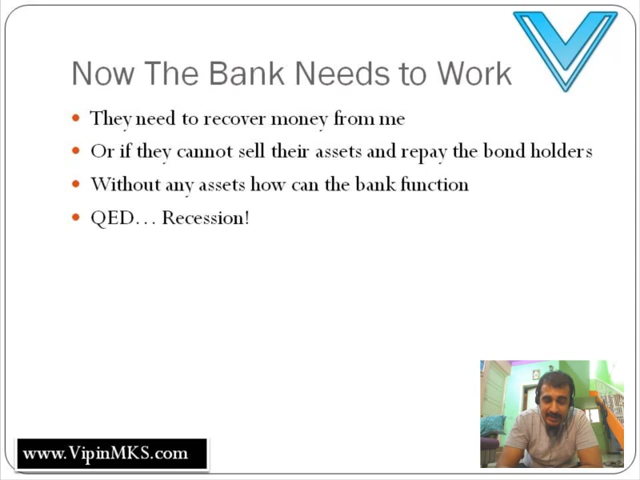 Now The Bank Needs to Work
They need to recover money from me
Or if they cannot sell their assets and repay the bond holders
Without any assets how can the bank function
QED… Recession!
www.VipinMKS.com